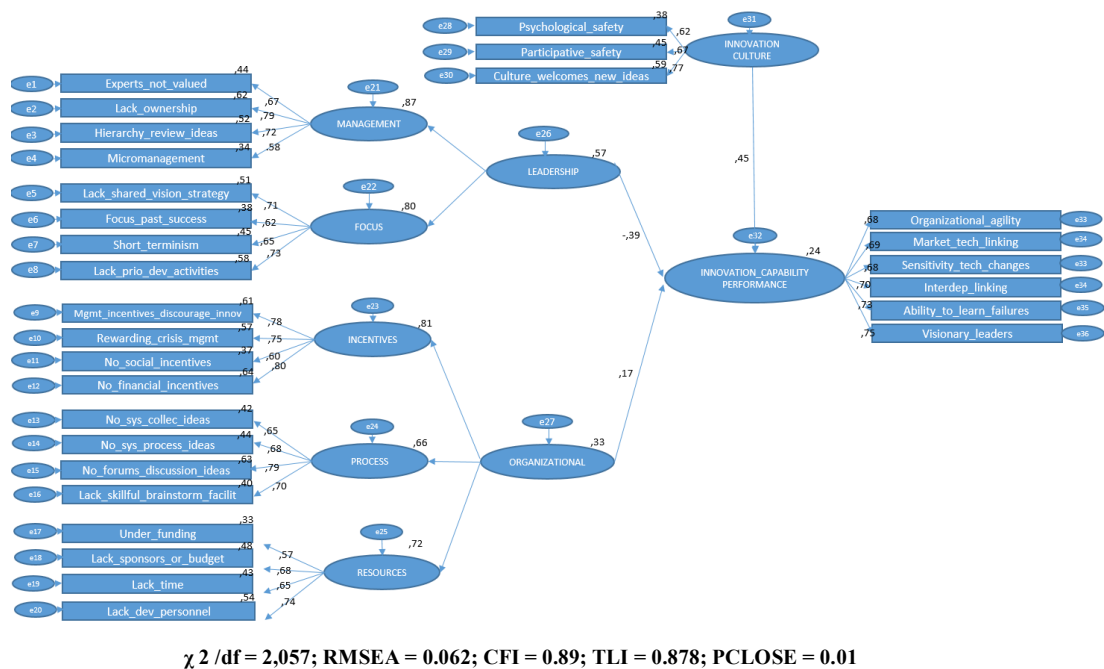 e28 Psychological_safety ,38
e29 Participative_safety ,45
e30 Culture_welcomes_new_ideas ,59
,62
,67
,77
e31
INNOVATION
CULTURE
e1 Experts_not_valued ,44
e2 Lack_ownership ,62
e3 Hierarchy_review_ideas ,52
e4 Micromanagement ,34
,67
,79
,72
,58
e21
MANAGEMENT
,87
e5 Lack_shared_vision_strategy ,51
e6 Focus_past_success ,38
e7 Short_terminism ,45
e8 Lack_prio_dev_activities ,58
,71
,62
,65
,73
e22
FOCUS
,80
e26
LEADERSHIP
,57
,45
-,39
e9 Mgmt_incentives_discourage_innov ,61
e10 Rewarding_crisis_mgmt ,57
e11 No_social_incentives ,37
e12 No_financial_incentives ,64
,78
,75
,60
,80
e23
INCENTIVES
,81
e13 No_sys_collec_ideas ,42
e14 No_sys_process_ideas ,44
e15 No_forums_discussion_ideas ,63
e16 Lack_skillful_brainstorm_facilit ,40
,65
,68
,79
,70
e24
PROCESS
,66
e17 Under_funding ,33
e18 Lack_sponsors_or_budget ,48
e19 Lack_time ,43
e20 Lack_dev_personnel ,54
,57
,68
,65
,74
e25
RESOURCES
,72
e27
ORGANIZATIONAL
,33
,17
e32
INNOVATION_CAPABILITY
PERFORMANCE
,24
,68 Organizational_agility e33
,69 Market_tech_linking e34
,68 Sensitivity_tech_changes e33
,70 Interdep_linking e34
,73 Ability_to_learn_failures e35
,75 Visionary_leaders e36
χ 2 /df = 2,057; RMSEA = 0.062; CFI = 0.89; TLI = 0.878; PCLOSE = 0.01